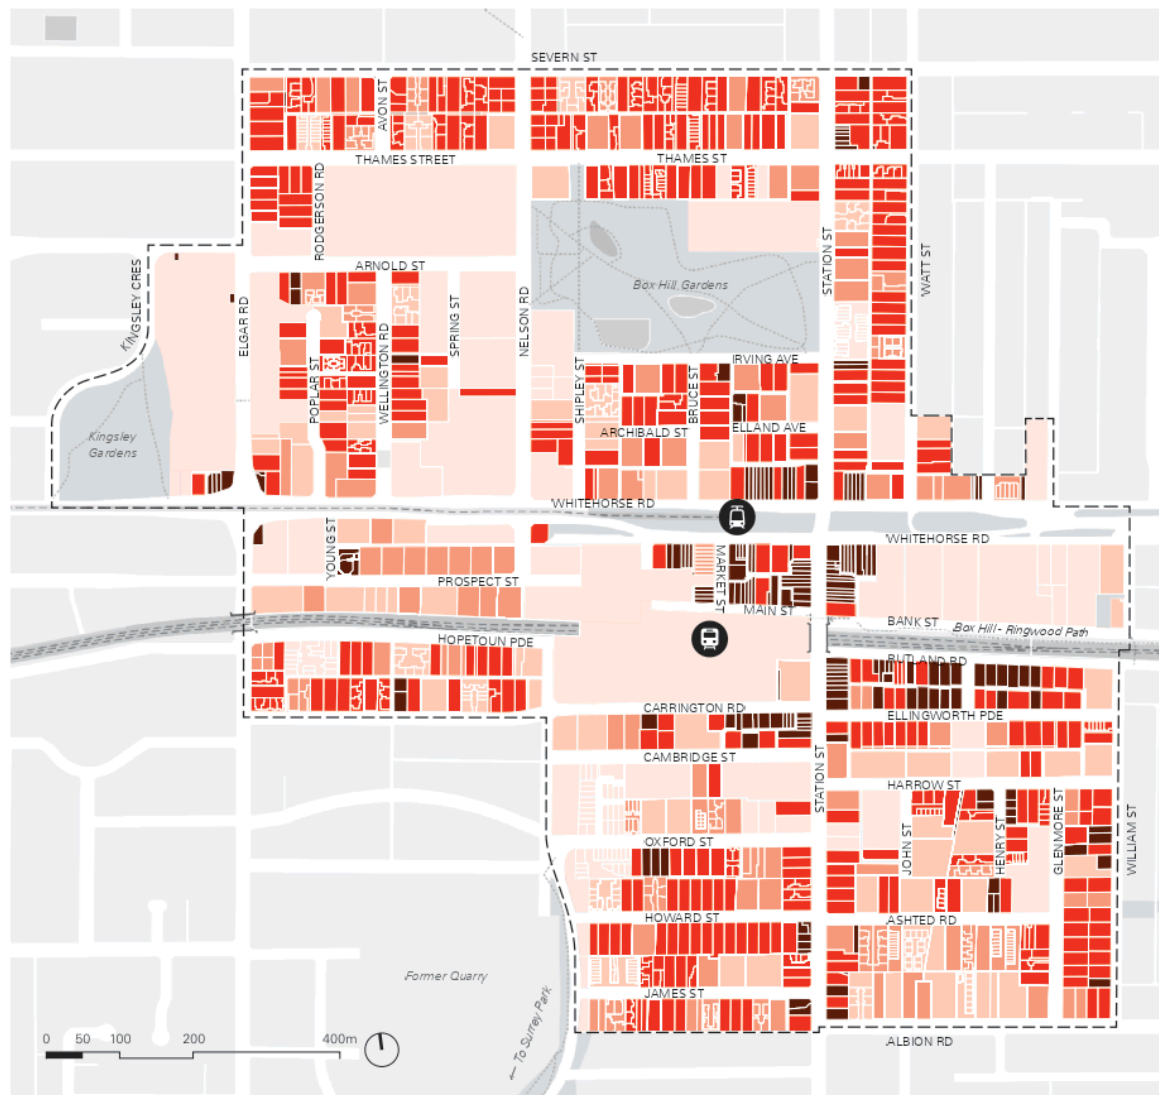 SEVERN ST
AVON ST
THAMES STREET
THAMES ST
RODGERSON RD
STATION ST
WATT ST
KINGSLEY CRES
ARNOLD ST
Box Hill Gardens
ELGAR RD
SPRING ST
NELSON RD
WELLINGTON RD
POPLAR ST
SHIPLEY ST
BRUCE ST
IRVING AVE
ELLAND AVE
ARCHIBALD ST
Kingsley
Gardens
WHITEHORSE RD
WHITEHORSE RD
YOUNG ST
MARKET ST
PROSPECT ST
MAIN ST
BANK ST
Box Hill - Ringwood Path
HOPETOUN PDE
RUTLAND RD
CARRINGTON RD
ELLINGWORTH PDE
CAMBRIDGE ST
STATION ST
HARROW ST
JOHN ST
HENRY ST
GLENMORE ST
WILLIAM ST
OXFORD ST
HOWARD ST
ASHTED RD
Former Quarry
JAMES ST
← To Surrey Park
0 50 100 200 400m
ALBION RD